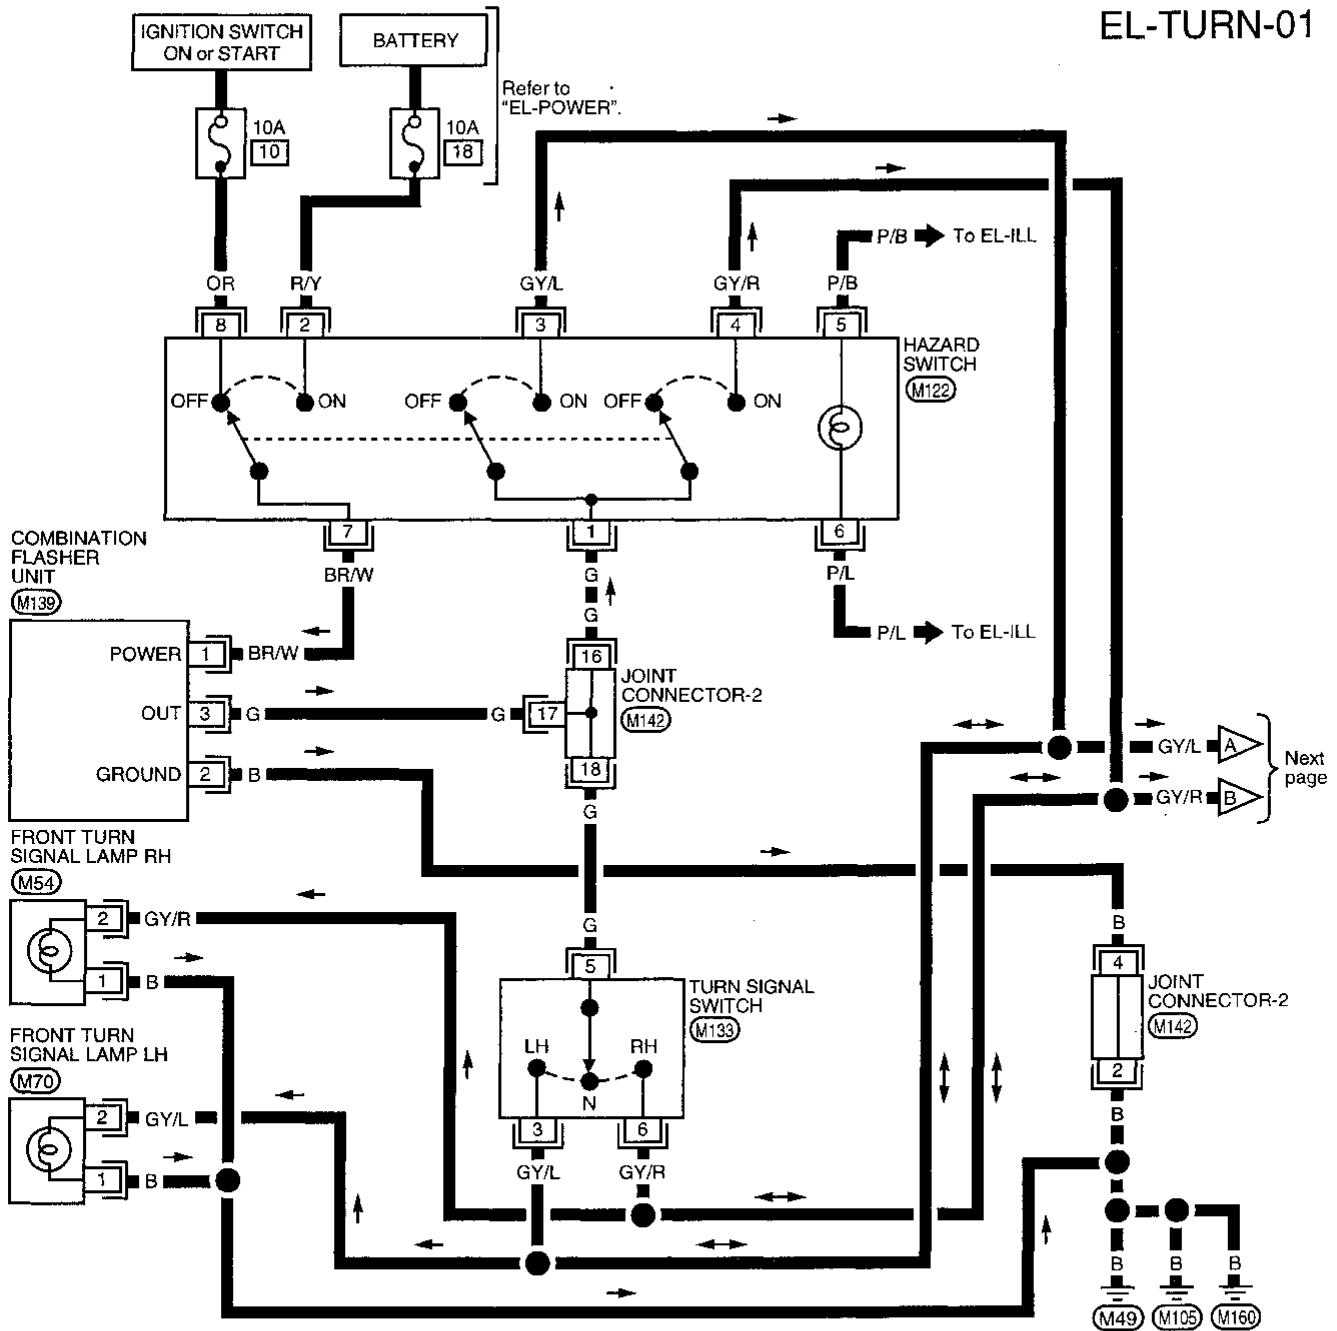 EL-TURN-01
IGNITION SWITCH
ON or START
BATTERY
Refer to
"EL-POWER".
10A
10
10A
18
P/B
To EL-ILL
OR
R/Y
GY/L
GY/R
P/B
8
2
3
4
5
HAZARD
SWITCH
M122
OFF
ON
OFF
ON
OFF
ON
7
1
6
COMBINATION
FLASHER
UNIT
M139
BR/W
G
P/L
G
P/L
To EL-ILL
POWER
1
BR/W
16
JOINT
CONNECTOR-2
M142
OUT
3
G
G
17
GROUND
2
B
18
GY/L
A
Next
page
GY/R
B
G
FRONT TURN
SIGNAL LAMP RH
M54
2
GY/R
1
B
G
B
5
4
TURN SIGNAL
SWITCH
M133
JOINT
CONNECTOR-2
M142
LH
RH
N
2
FRONT TURN
SIGNAL LAMP LH
M70
2
GY/L
1
B
3
6
GY/L
GY/R
B
B
B
B
M49
M105
M160